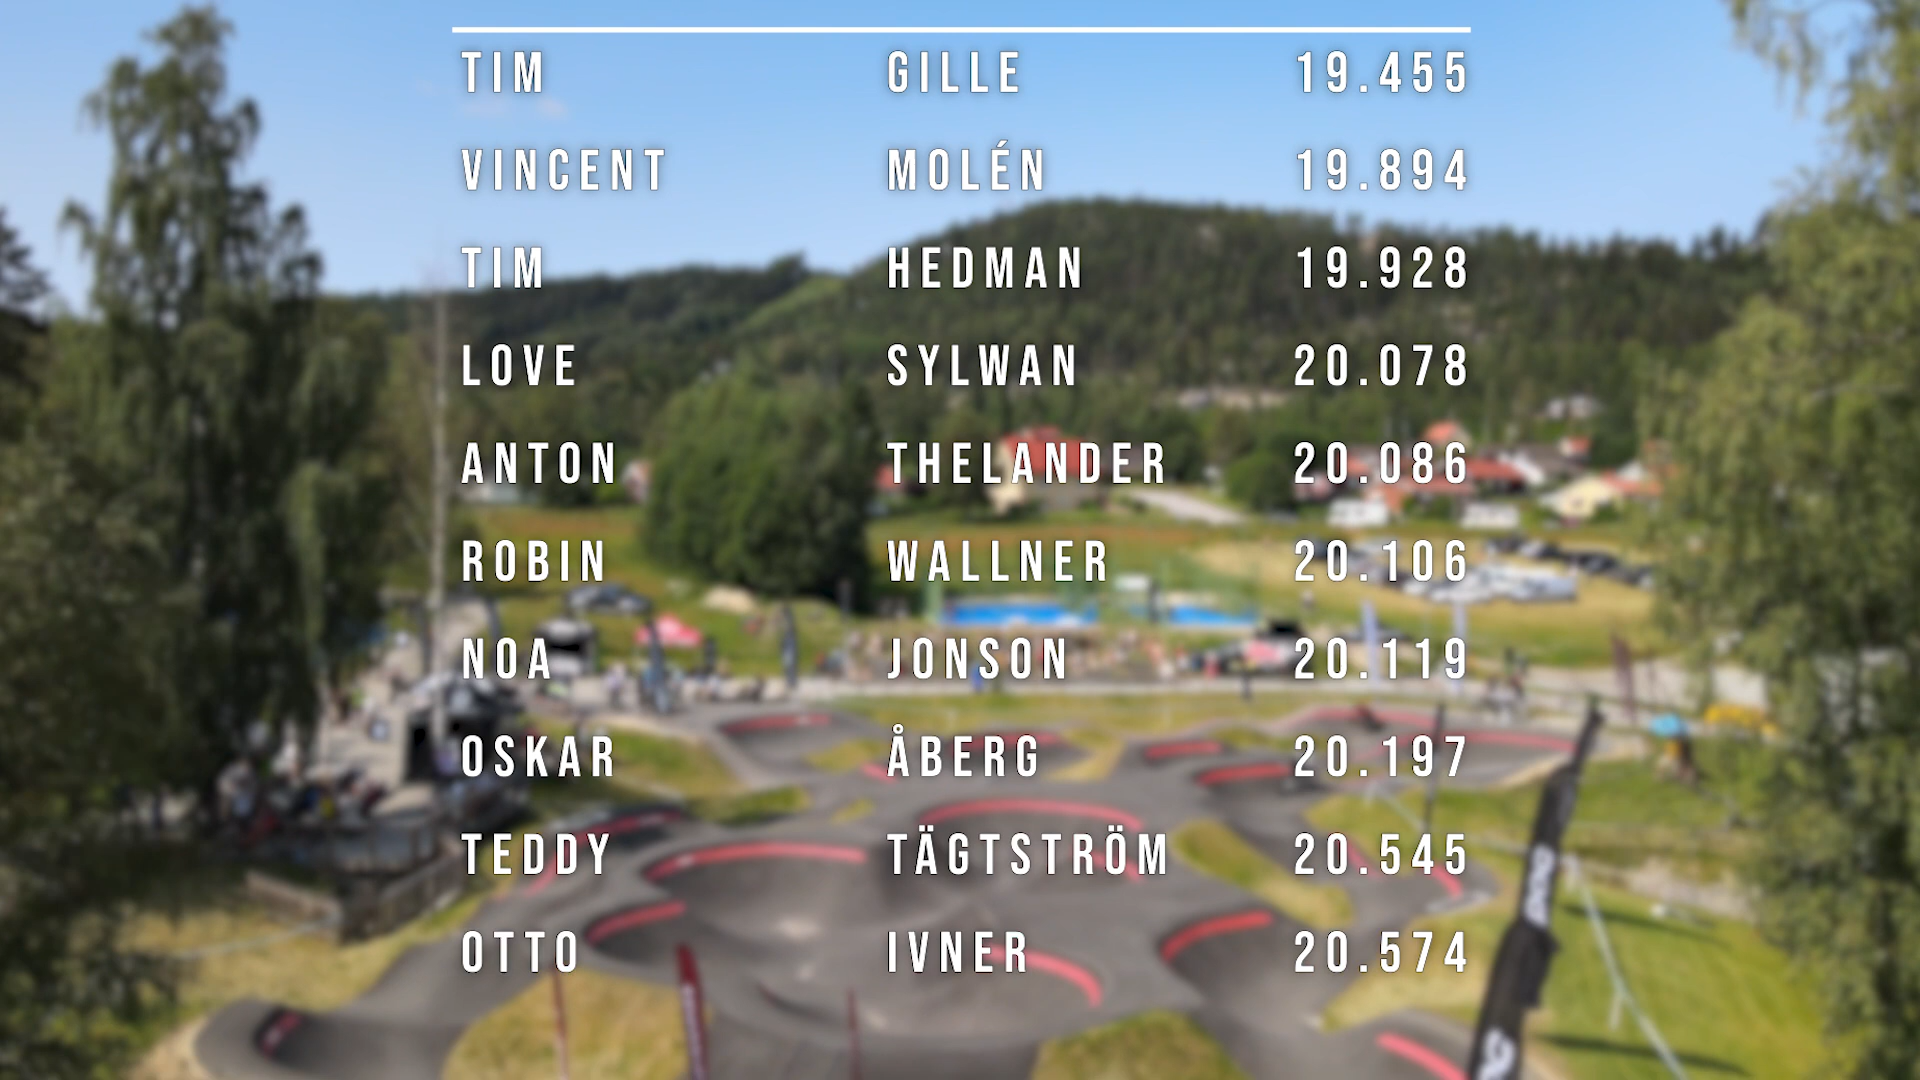 TIM GILLE 19.455
VINCENT MOLÉN 19.894
TIM HEDMAN 19.928
LOVE SYLWAN 20.078
ANTON THELANDER 20.086
ROBIN WALLNER 20.106
NOA JONSON 20.119
OSKAR ÅBERG 20.197
TEDDY TÄGTSTRÖM 20.545
OTTO IVNER 20.574